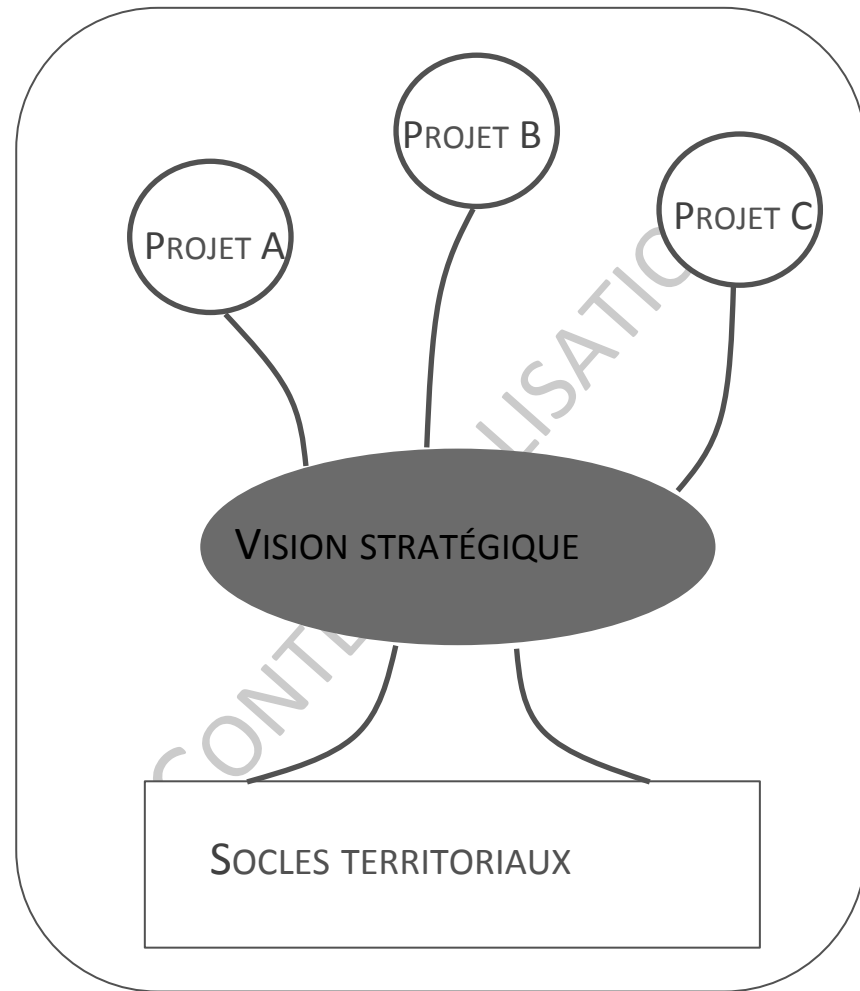 PROJET B
PROJET C
PROJET A
VISION STRATÉGIQUE
SOCLES TERRITORIAUX